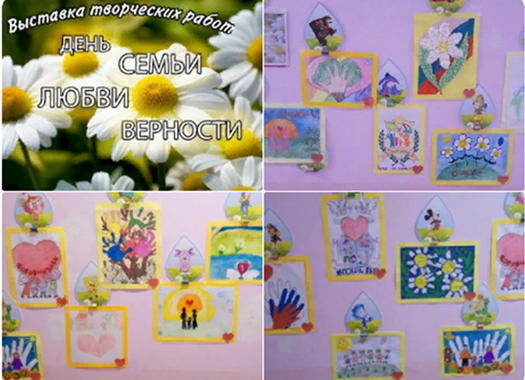 Выставка творческих работ
ДЕНЬ
СЕМЬИ
ЛЮБВИ
ВЕРНОСТИ